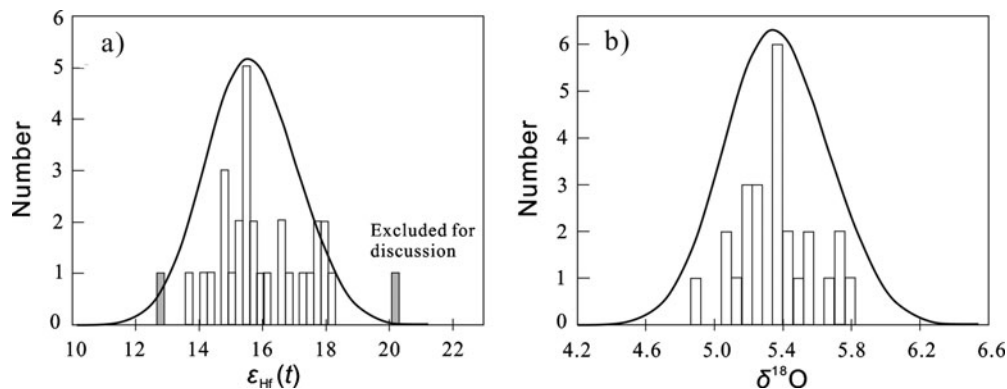 a)
Number
6
5
4
3
2
1
0
Excluded for
discussion
10 12 14 16 18 20 22
εHf (t)
b)
Number
6
5
4
3
2
1
0
4.2 4.6 5.0 5.4 5.8 6.2 6.6
δ¹⁸O